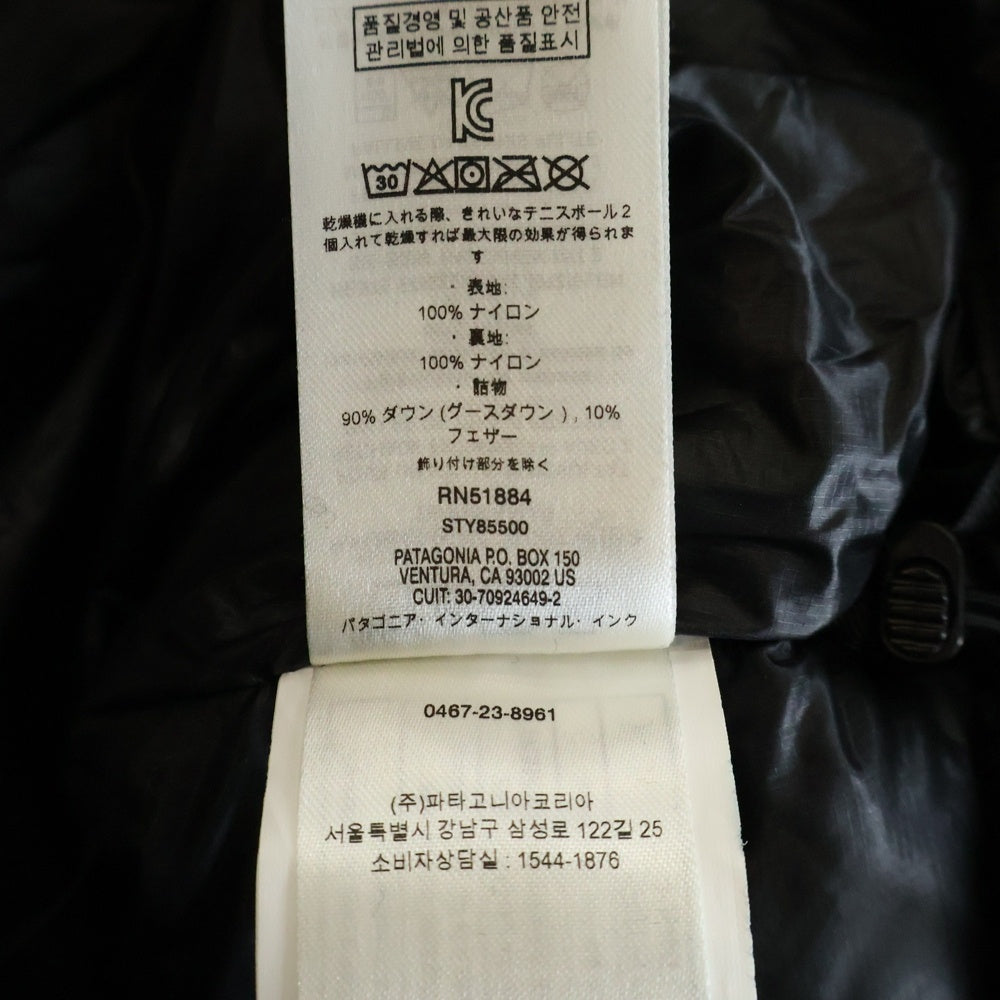 품질경영 및 공산품 안전
관리법에 의한 품질표시
KC
30
乾燥機に入れる際、きれいなテニスボール2
個入れて乾燥すれば最大限の効果が得られま
す
・表地:
100% ナイロン
・裏地:
100% ナイロン
・詰物
90% ダウン (グースダウン ) , 10%
フェザー
飾り付け部分を除く
RN51884
STY85500
PATAGONIA P.O. BOX 150
VENTURA, CA 93002 US
CUIT: 30-70924649-2
パタゴニア・インターナショナル・インク
0467-23-8961
(주)파타고니아코리아
서울특별시 강남구 삼성로 122길 25
소비자상담실 : 1544-1876